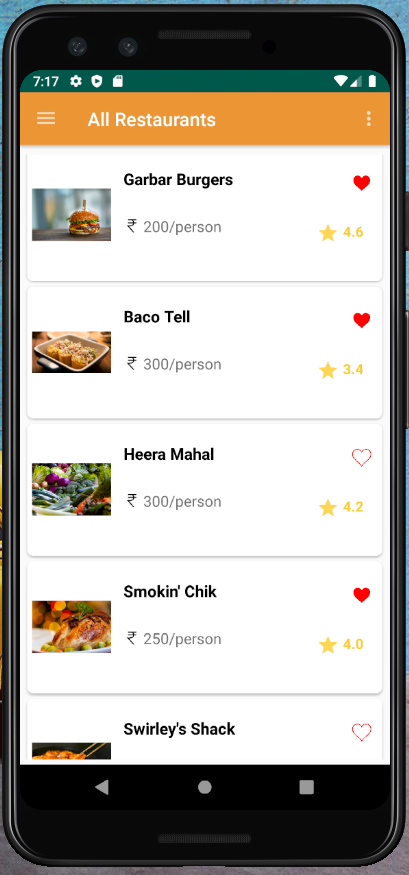 7:17
All Restaurants
Garbar Burgers
₹ 200/person
4.6
Baco Tell
₹ 300/person
3.4
Heera Mahal
₹ 300/person
4.2
Smokin' Chik
₹ 250/person
4.0
Swirley's Shack